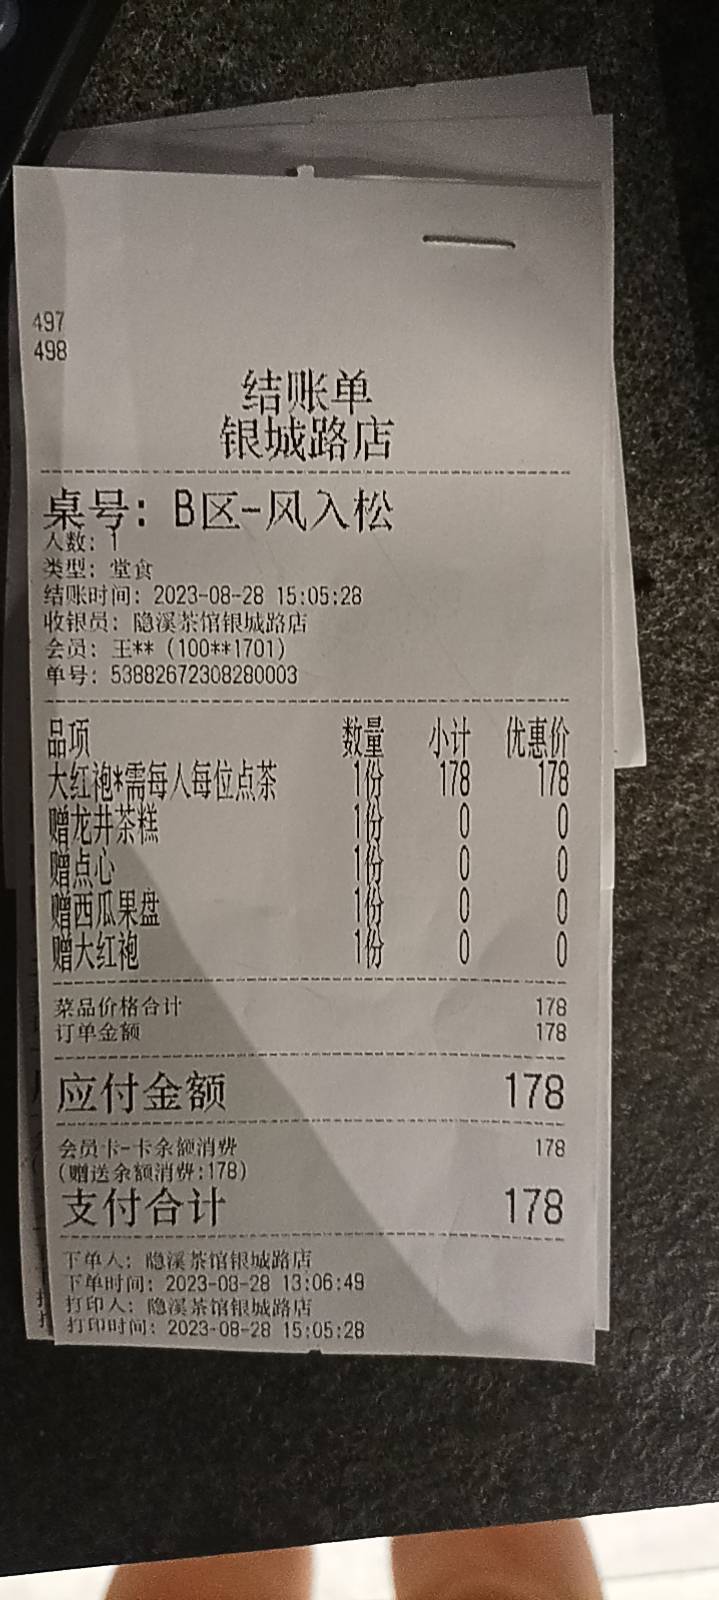 497
498
结账单
银城路店
桌号: B区-风入松
人数: 1
类型: 堂食
结账时间: 2023-08-28 15:05:28
收银员: 隐溪茶馆银城路店
会员: 王** (100**1701)
单号: 53882672308280003
品项 数量 小计 优惠价
大红袍*需每人每位点茶 1份 178 178
赠龙井茶糕 1份 0 0
赠点心 1份 0 0
赠西瓜果盘 1份 0 0
赠大红袍 1份 0 0
菜品价格合计 178
订单金额 178
应付金额 178
会员卡-卡余额消费 178
(赠送余额消费:178)
支付合计 178
下单人: 隐溪茶馆银城路店
下单时间: 2023-08-28 13:06:49
打印人: 隐溪茶馆银城路店
打印时间: 2023-08-28 15:05:28